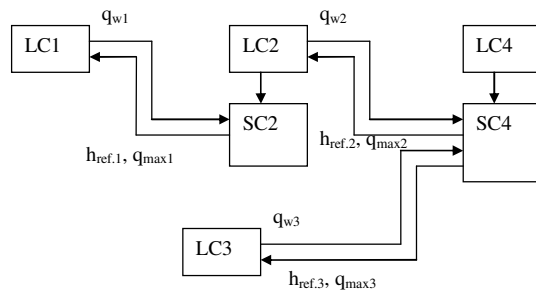 q_w1
q_w2
LC1
LC2
LC4
SC2
SC4
h_ref.1, q_max1
h_ref.2, q_max2
q_w3
LC3
h_ref.3, q_max3